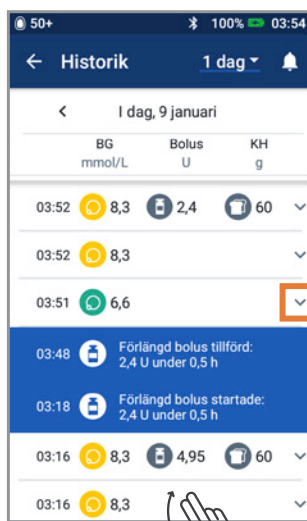 50+ 100% 03:54
Historik 1 dag
I dag, 9 januari
BG Bolus KH
mmol/L U g
03:52 8,3 2,4 60
03:52 8,3
03:51 6,6
03:48 Förlängd bolus tillförd:
2,4 U under 0,5 h
03:18 Förlängd bolus startade:
2,4 U under 0,5 h
03:16 8,3 4,95 60
03:16 8,3